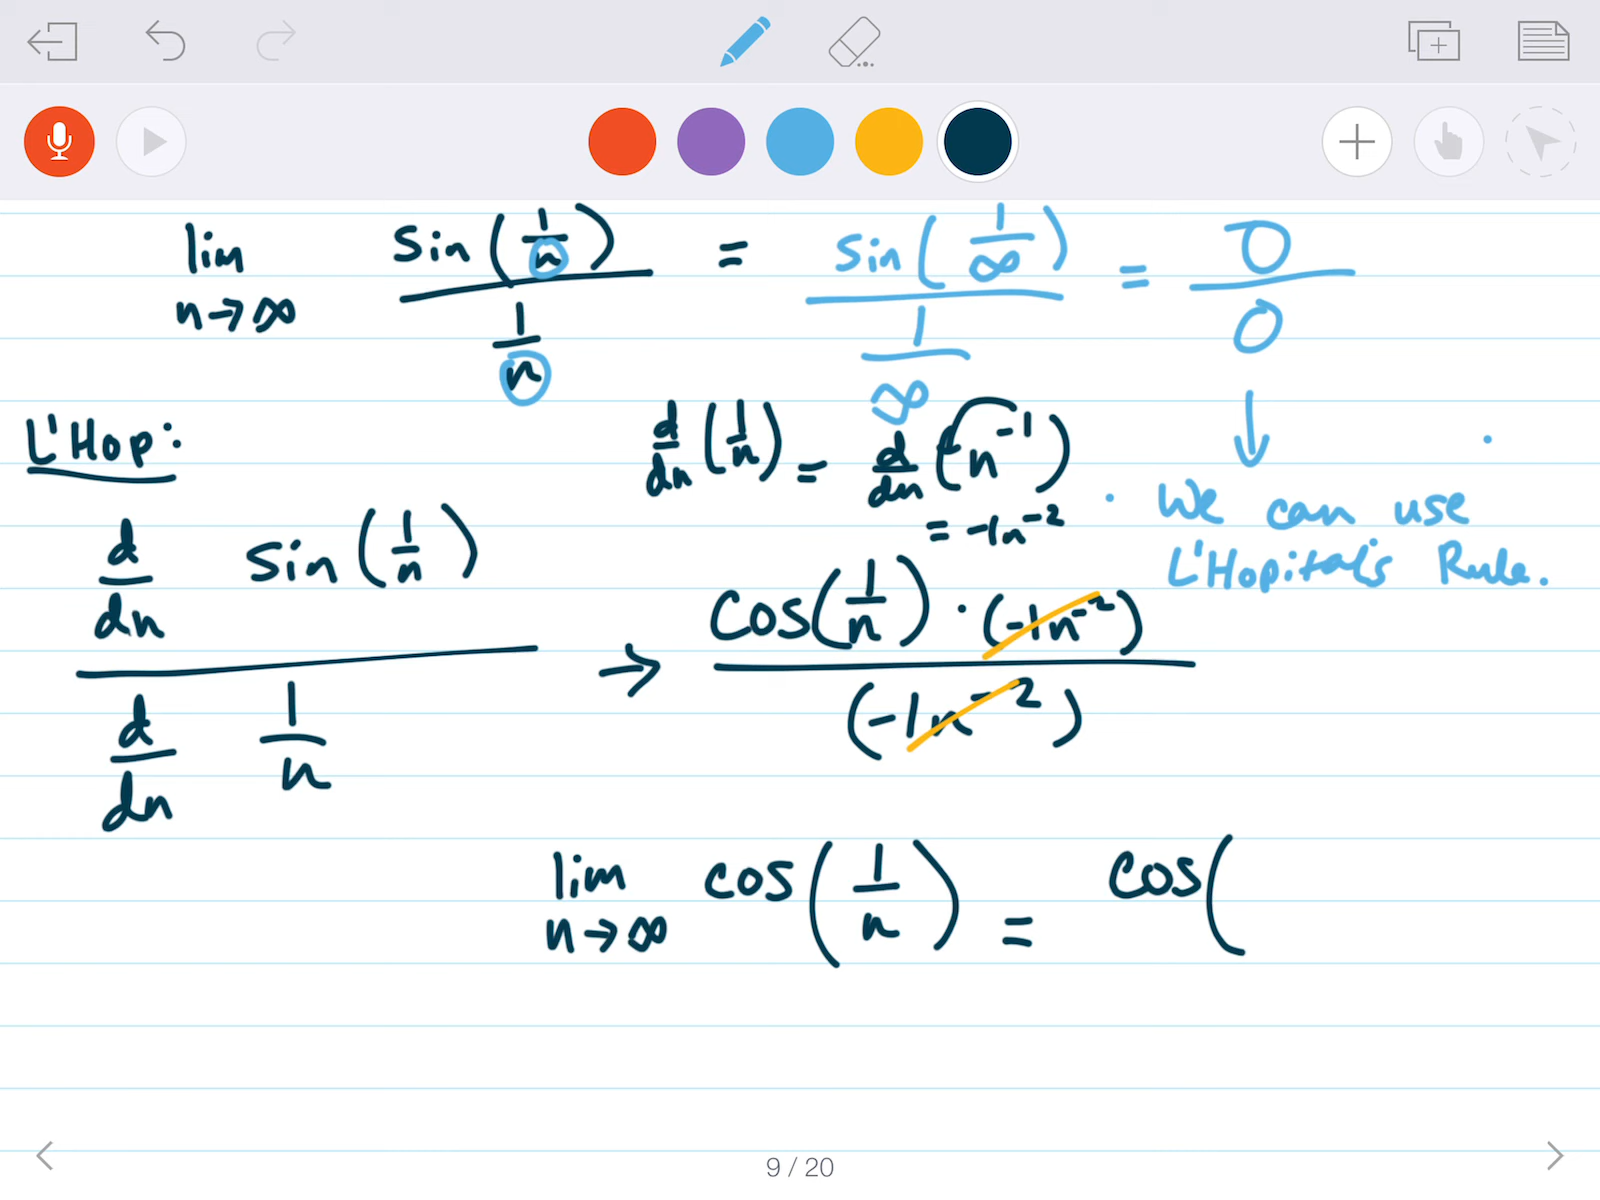 lim n→∞ sin(1/n) / (1/n) = sin(1/∞) / (1/∞) = 0/0
L'Hop:
d/dn (1/n) = d/dn (n⁻¹)
= -1n⁻²
We can use
L'Hopital's Rule.
d/dn sin(1/n) / d/dn 1/n → cos(1/n) · (-1n⁻²) / (-1n⁻²)
lim n→∞ cos(1/n) = cos(
9 / 20